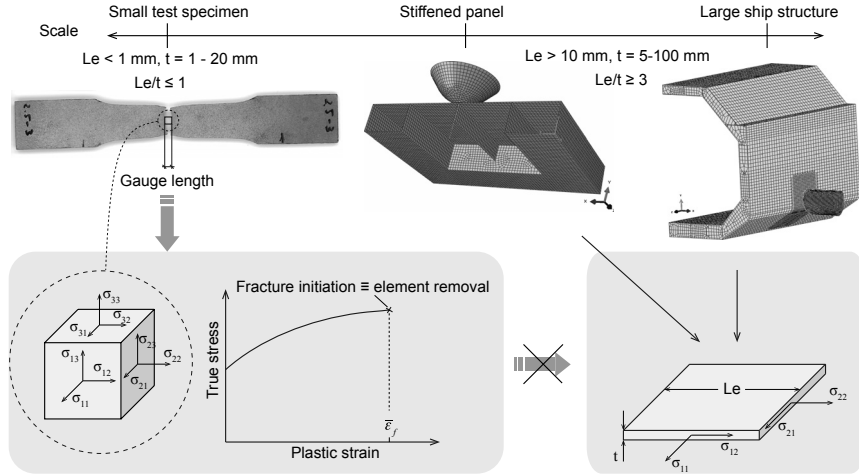 Small test specimen
Stiffened panel
Large ship structure
Scale
Le < 1 mm, t = 1 - 20 mm
Le/t ≤ 1
Le > 10 mm, t = 5-100 mm
Le/t ≥ 3
25-3
Gauge length
Fracture initiation ≡ element removal
σ33
σ32
σ31
σ23
σ13
σ22
σ12
σ21
σ11
True stress
ε̅f
Plastic strain
Le
σ22
σ21
σ12
t
σ11